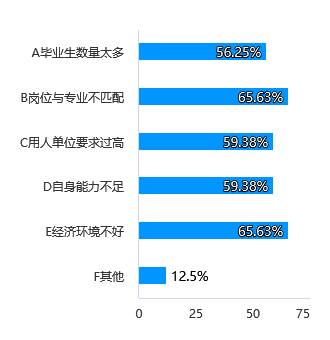 A毕业生数量太多 56.25%
B岗位与专业不匹配 65.63%
C用人单位要求过高 59.38%
D自身能力不足 59.38%
E经济环境不好 65.63%
F其他 12.5%
0 25 50 75